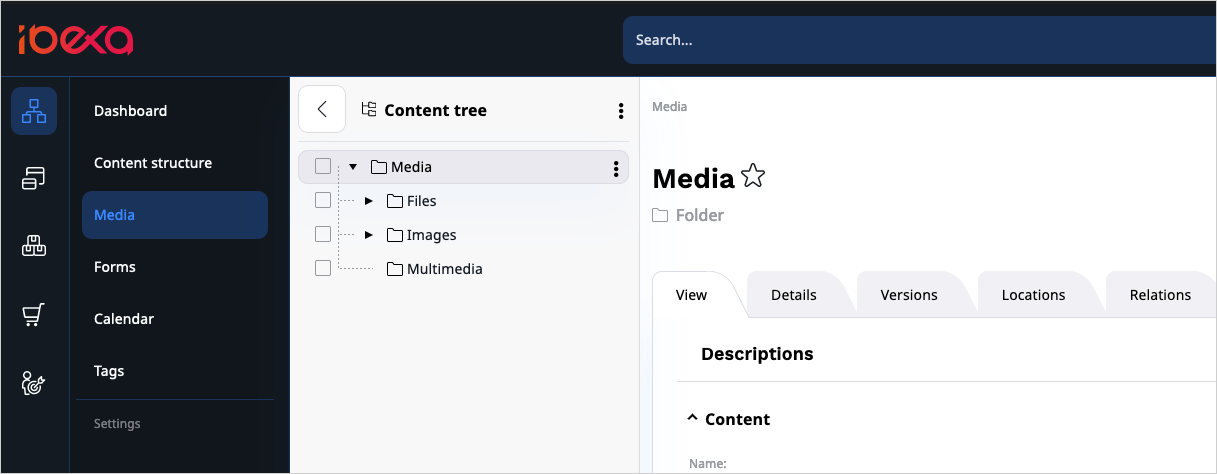 ibexa
Search...
Dashboard
Content structure
Media
Forms
Calendar
Tags
Settings
Content tree
Media
Files
Images
Multimedia
Media
Media
Folder
View
Details
Versions
Locations
Relations
Descriptions
Content
Name: